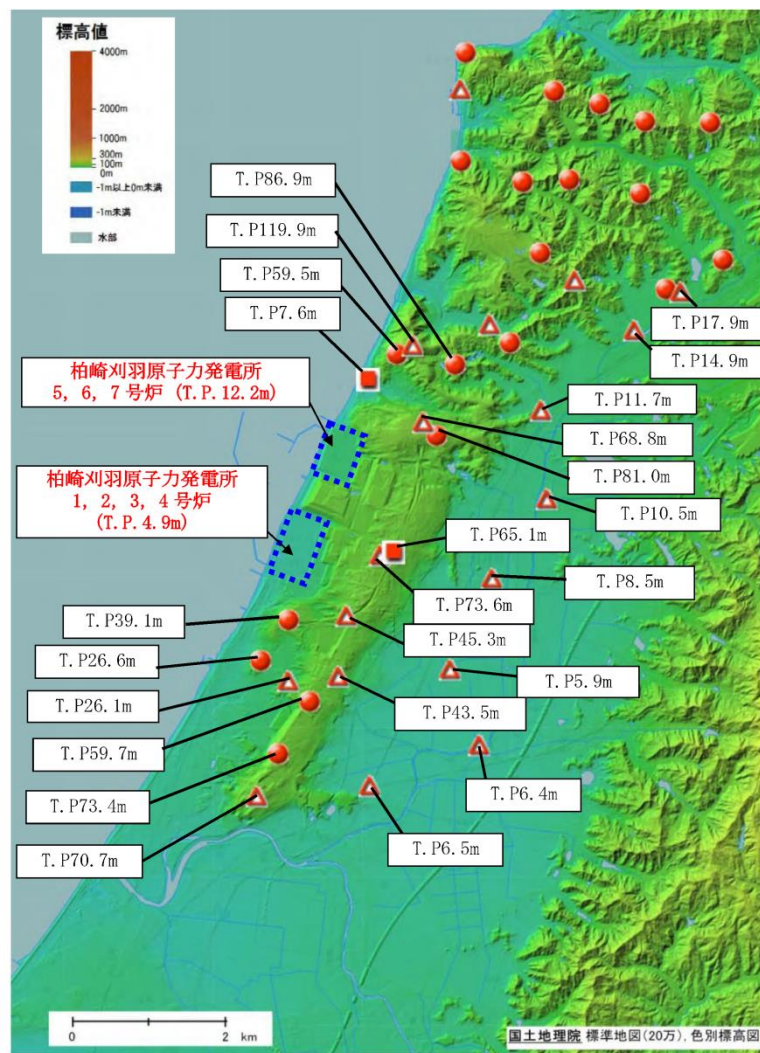 標高値
4000m
2000m
1000m
300m
100m
0m
-1m以上0m未満
-1m未満
水部
T.P86.9m
T.P119.9m
T.P59.5m
T.P7.6m
柏崎刈羽原子力発電所
5, 6, 7号炉 (T.P.12.2m)
柏崎刈羽原子力発電所
1, 2, 3, 4号炉
(T.P.4.9m)
T.P17.9m
T.P14.9m
T.P11.7m
T.P68.8m
T.P81.0m
T.P10.5m
T.P65.1m
T.P8.5m
T.P73.6m
T.P39.1m
T.P45.3m
T.P26.6m
T.P5.9m
T.P26.1m
T.P43.5m
T.P59.7m
T.P6.4m
T.P73.4m
T.P6.5m
T.P70.7m
0 2 km
国土地理院 標準地図(20万), 色別標高図